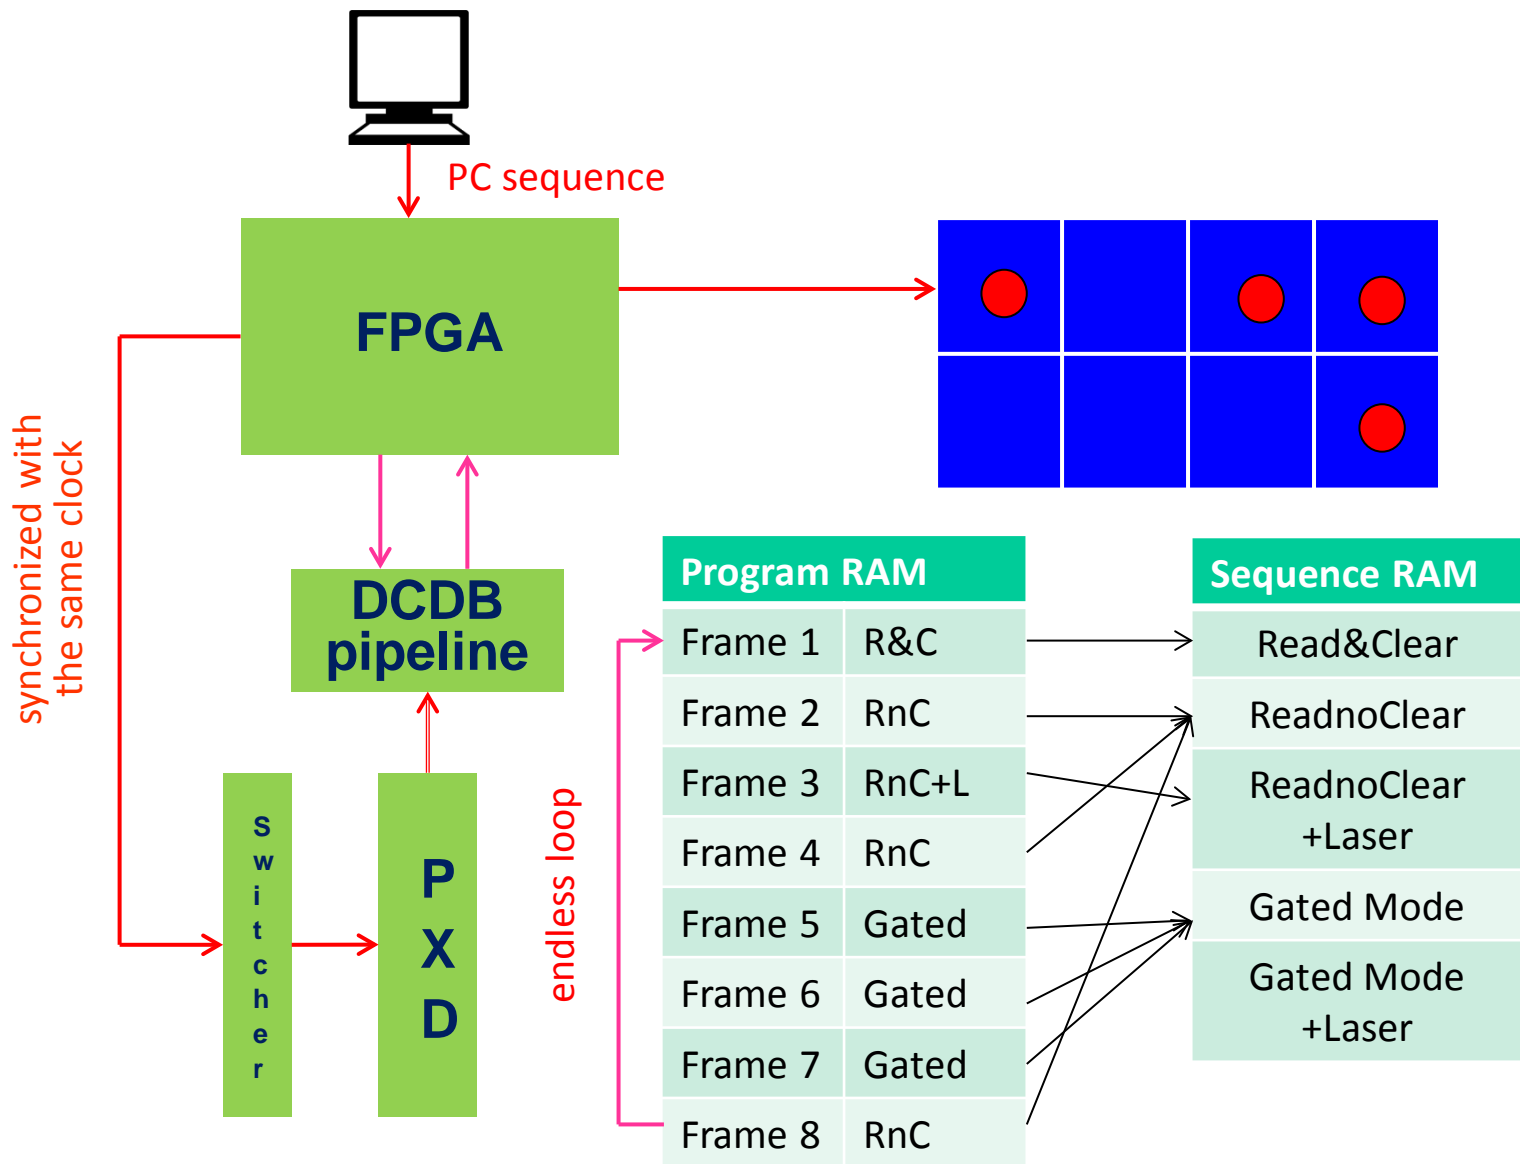 PC sequence
FPGA
synchronized with
the same clock
DCDB
pipeline
Switcher
PXD
endless loop
Program RAM
Frame 1 R&C
Frame 2 RnC
Frame 3 RnC+L
Frame 4 RnC
Frame 5 Gated
Frame 6 Gated
Frame 7 Gated
Frame 8 RnC
Sequence RAM
Read&Clear
ReadnoClear
ReadnoClear
+Laser
Gated Mode
Gated Mode
+Laser